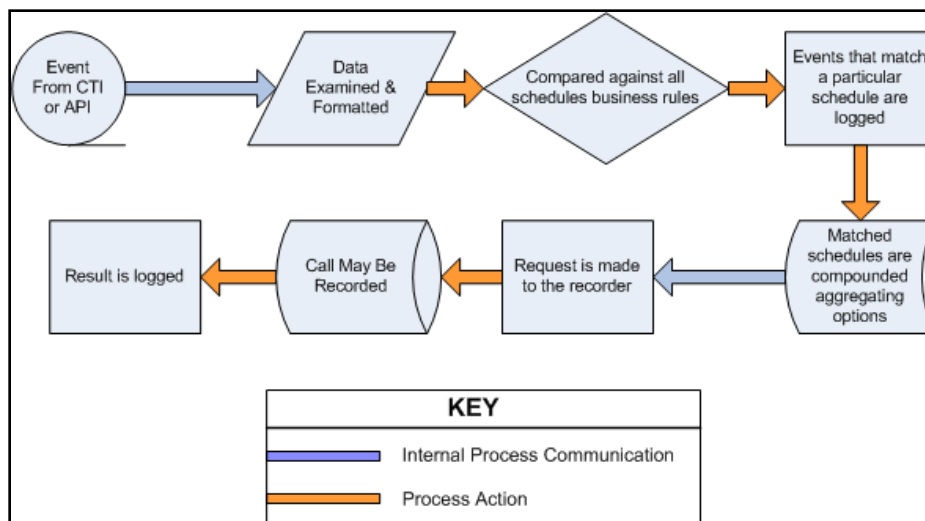 Event
From CTI
or API
Data
Examined &
Formatted
Compared against all
schedules business rules
Events that match
a particular
schedule are
logged
Result is logged
Call May Be
Recorded
Request is made
to the recorder
Matched
schedules are
compounded
aggregating
options
KEY
Internal Process Communication
Process Action